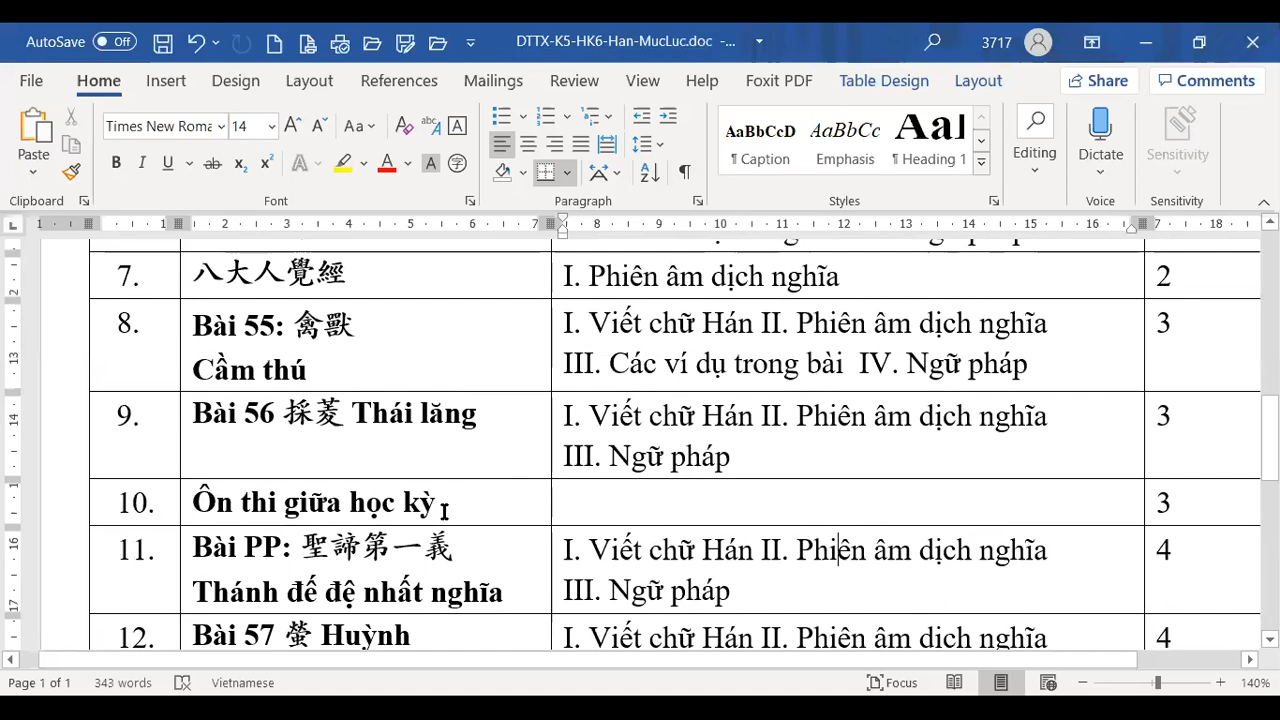 AutoSave Off DTTX-K5-HK6-Han-MucLuc.doc -... 3717
File Home Insert Design Layout References Mailings Review View Help Foxit PDF Table Design Layout Share Comments
Times New Roma 14 AaBbCcD AaBbCc AaI
Paste ¶ Caption Emphasis ¶ Heading 1 Editing Dictate Sensitivity
Clipboard Font Paragraph Styles Voice Sensitivity
7. 八大人覺經 I. Phiên âm dịch nghĩa 2
8. Bài 55: 禽獸 I. Viết chữ Hán II. Phiên âm dịch nghĩa 3
Cầm thú III. Các ví dụ trong bài IV. Ngữ pháp
9. Bài 56 採菱 Thái lăng I. Viết chữ Hán II. Phiên âm dịch nghĩa 3
III. Ngữ pháp
10. Ôn thi giữa học kỳ 3
11. Bài PP: 聖諦第一義 I. Viết chữ Hán II. Phiên âm dịch nghĩa 4
Thánh đế đệ nhất nghĩa III. Ngữ pháp
12. Bài 57 螢 Huỳnh I. Viết chữ Hán II. Phiên âm dịch nghĩa 4
Page 1 of 1 343 words Vietnamese Focus 140%